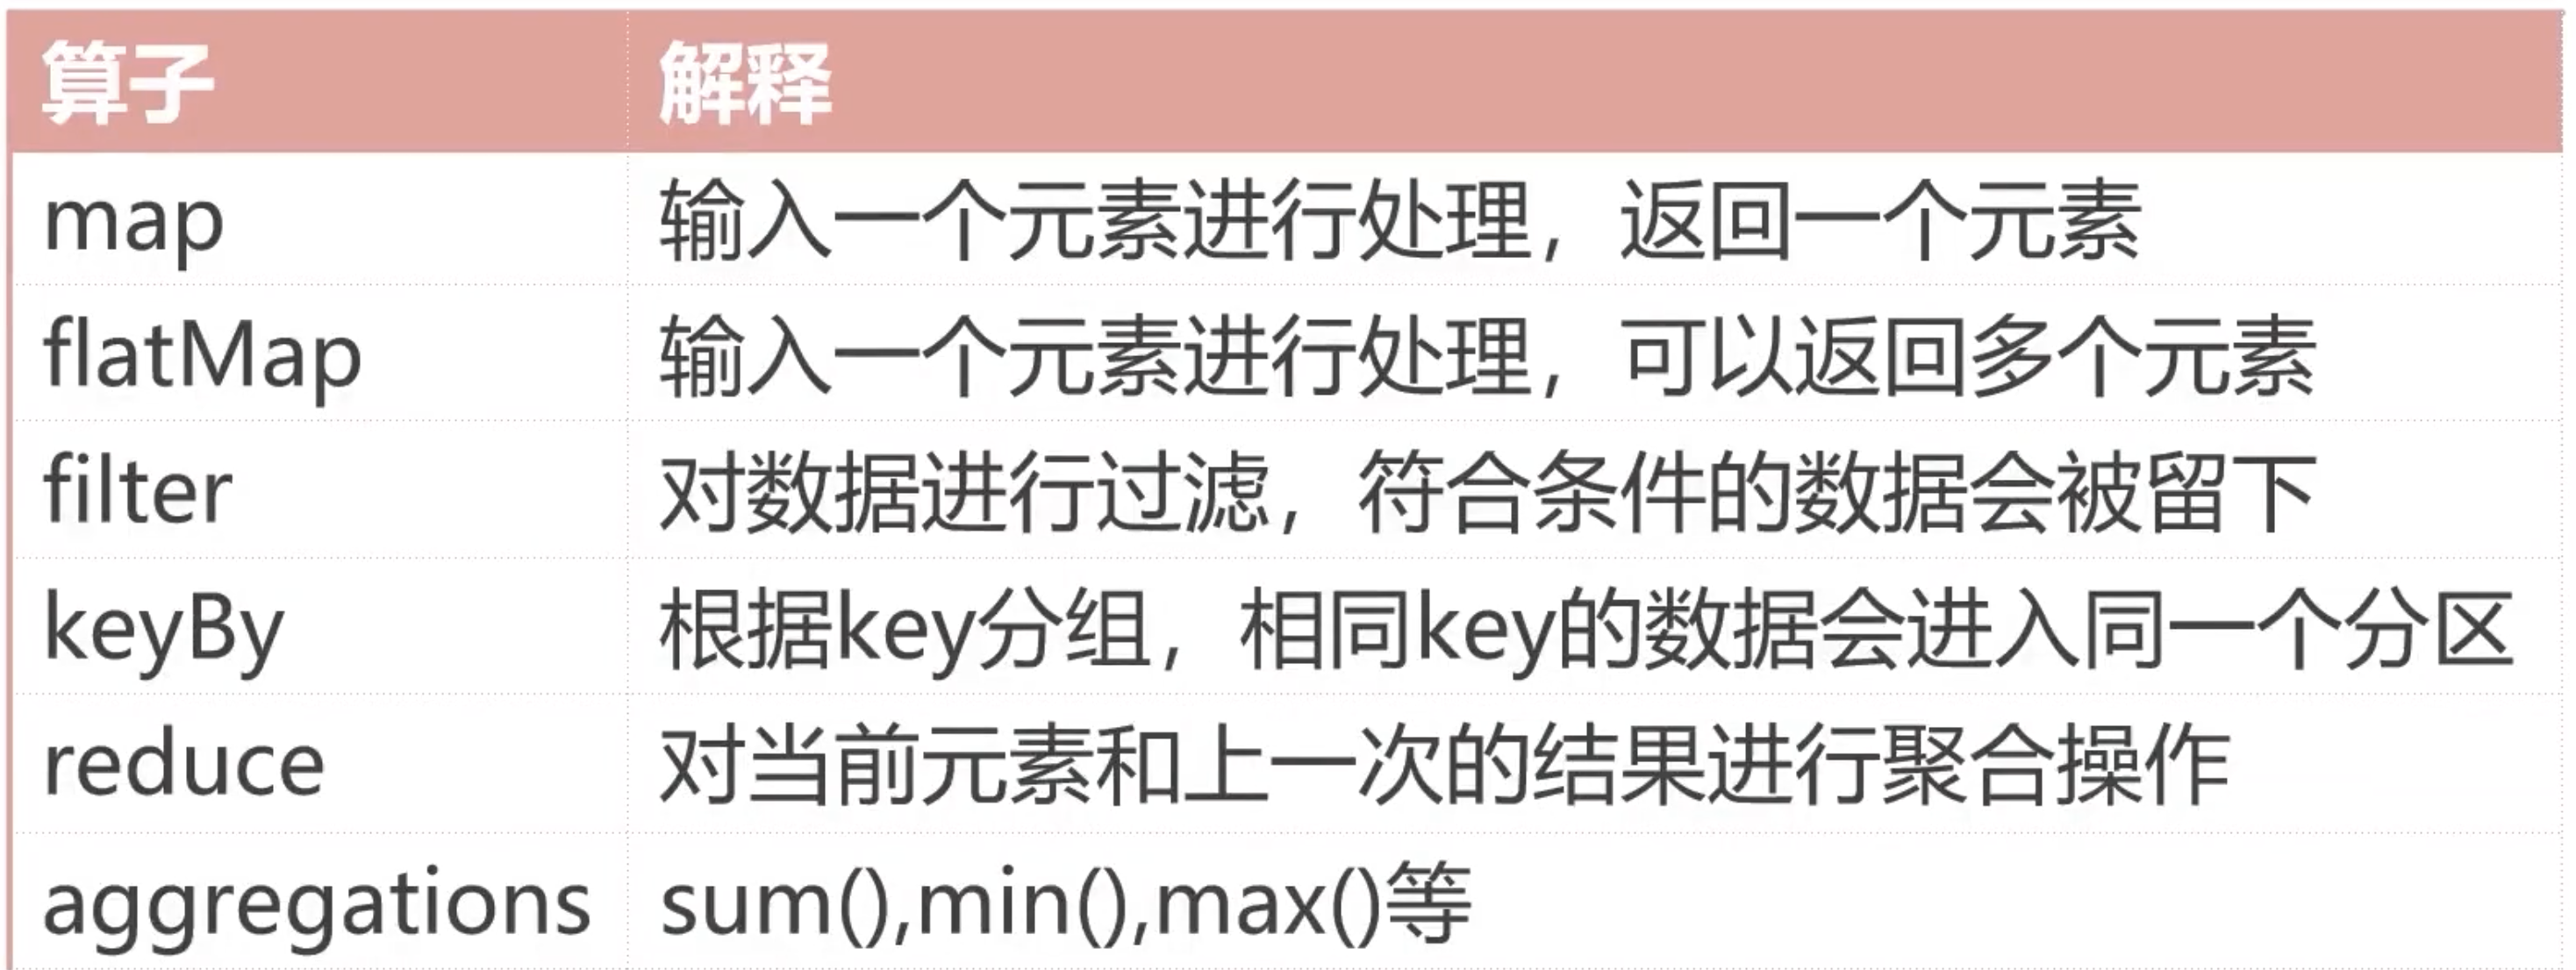 算子 解释
map 输入一个元素进行处理，返回一个元素
flatMap 输入一个元素进行处理，可以返回多个元素
filter 对数据进行过滤，符合条件的数据会被留下
keyBy 根据key分组，相同key的数据会进入同一个分区
reduce 对当前元素和上一次的结果进行聚合操作
aggregations sum(),min(),max()等